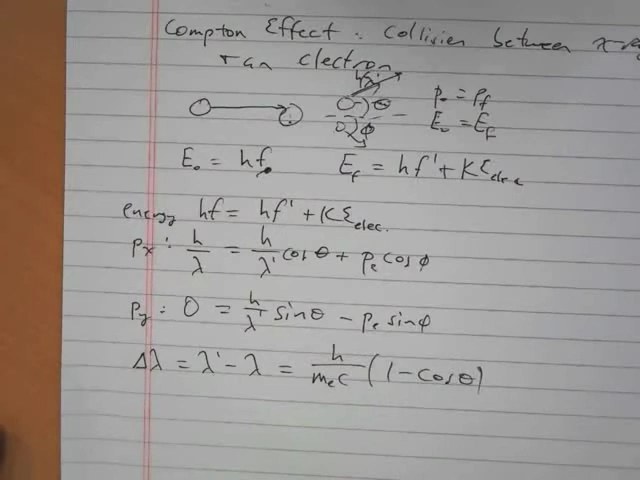 Compton Effect: Collision between x-ray
+ an electron
λ'
θ
φ
p₀ = p_f
E₀ = E_f
E₀ = hf₀ E_f = hf' + KE_elec
energy hf = hf' + KE_elec.
px: h/λ = h/λ' cos θ + p_e cos φ
py: 0 = h/λ' sin θ - p_e sin φ
Δλ = λ' - λ = h/m_e c (1 - cos θ)